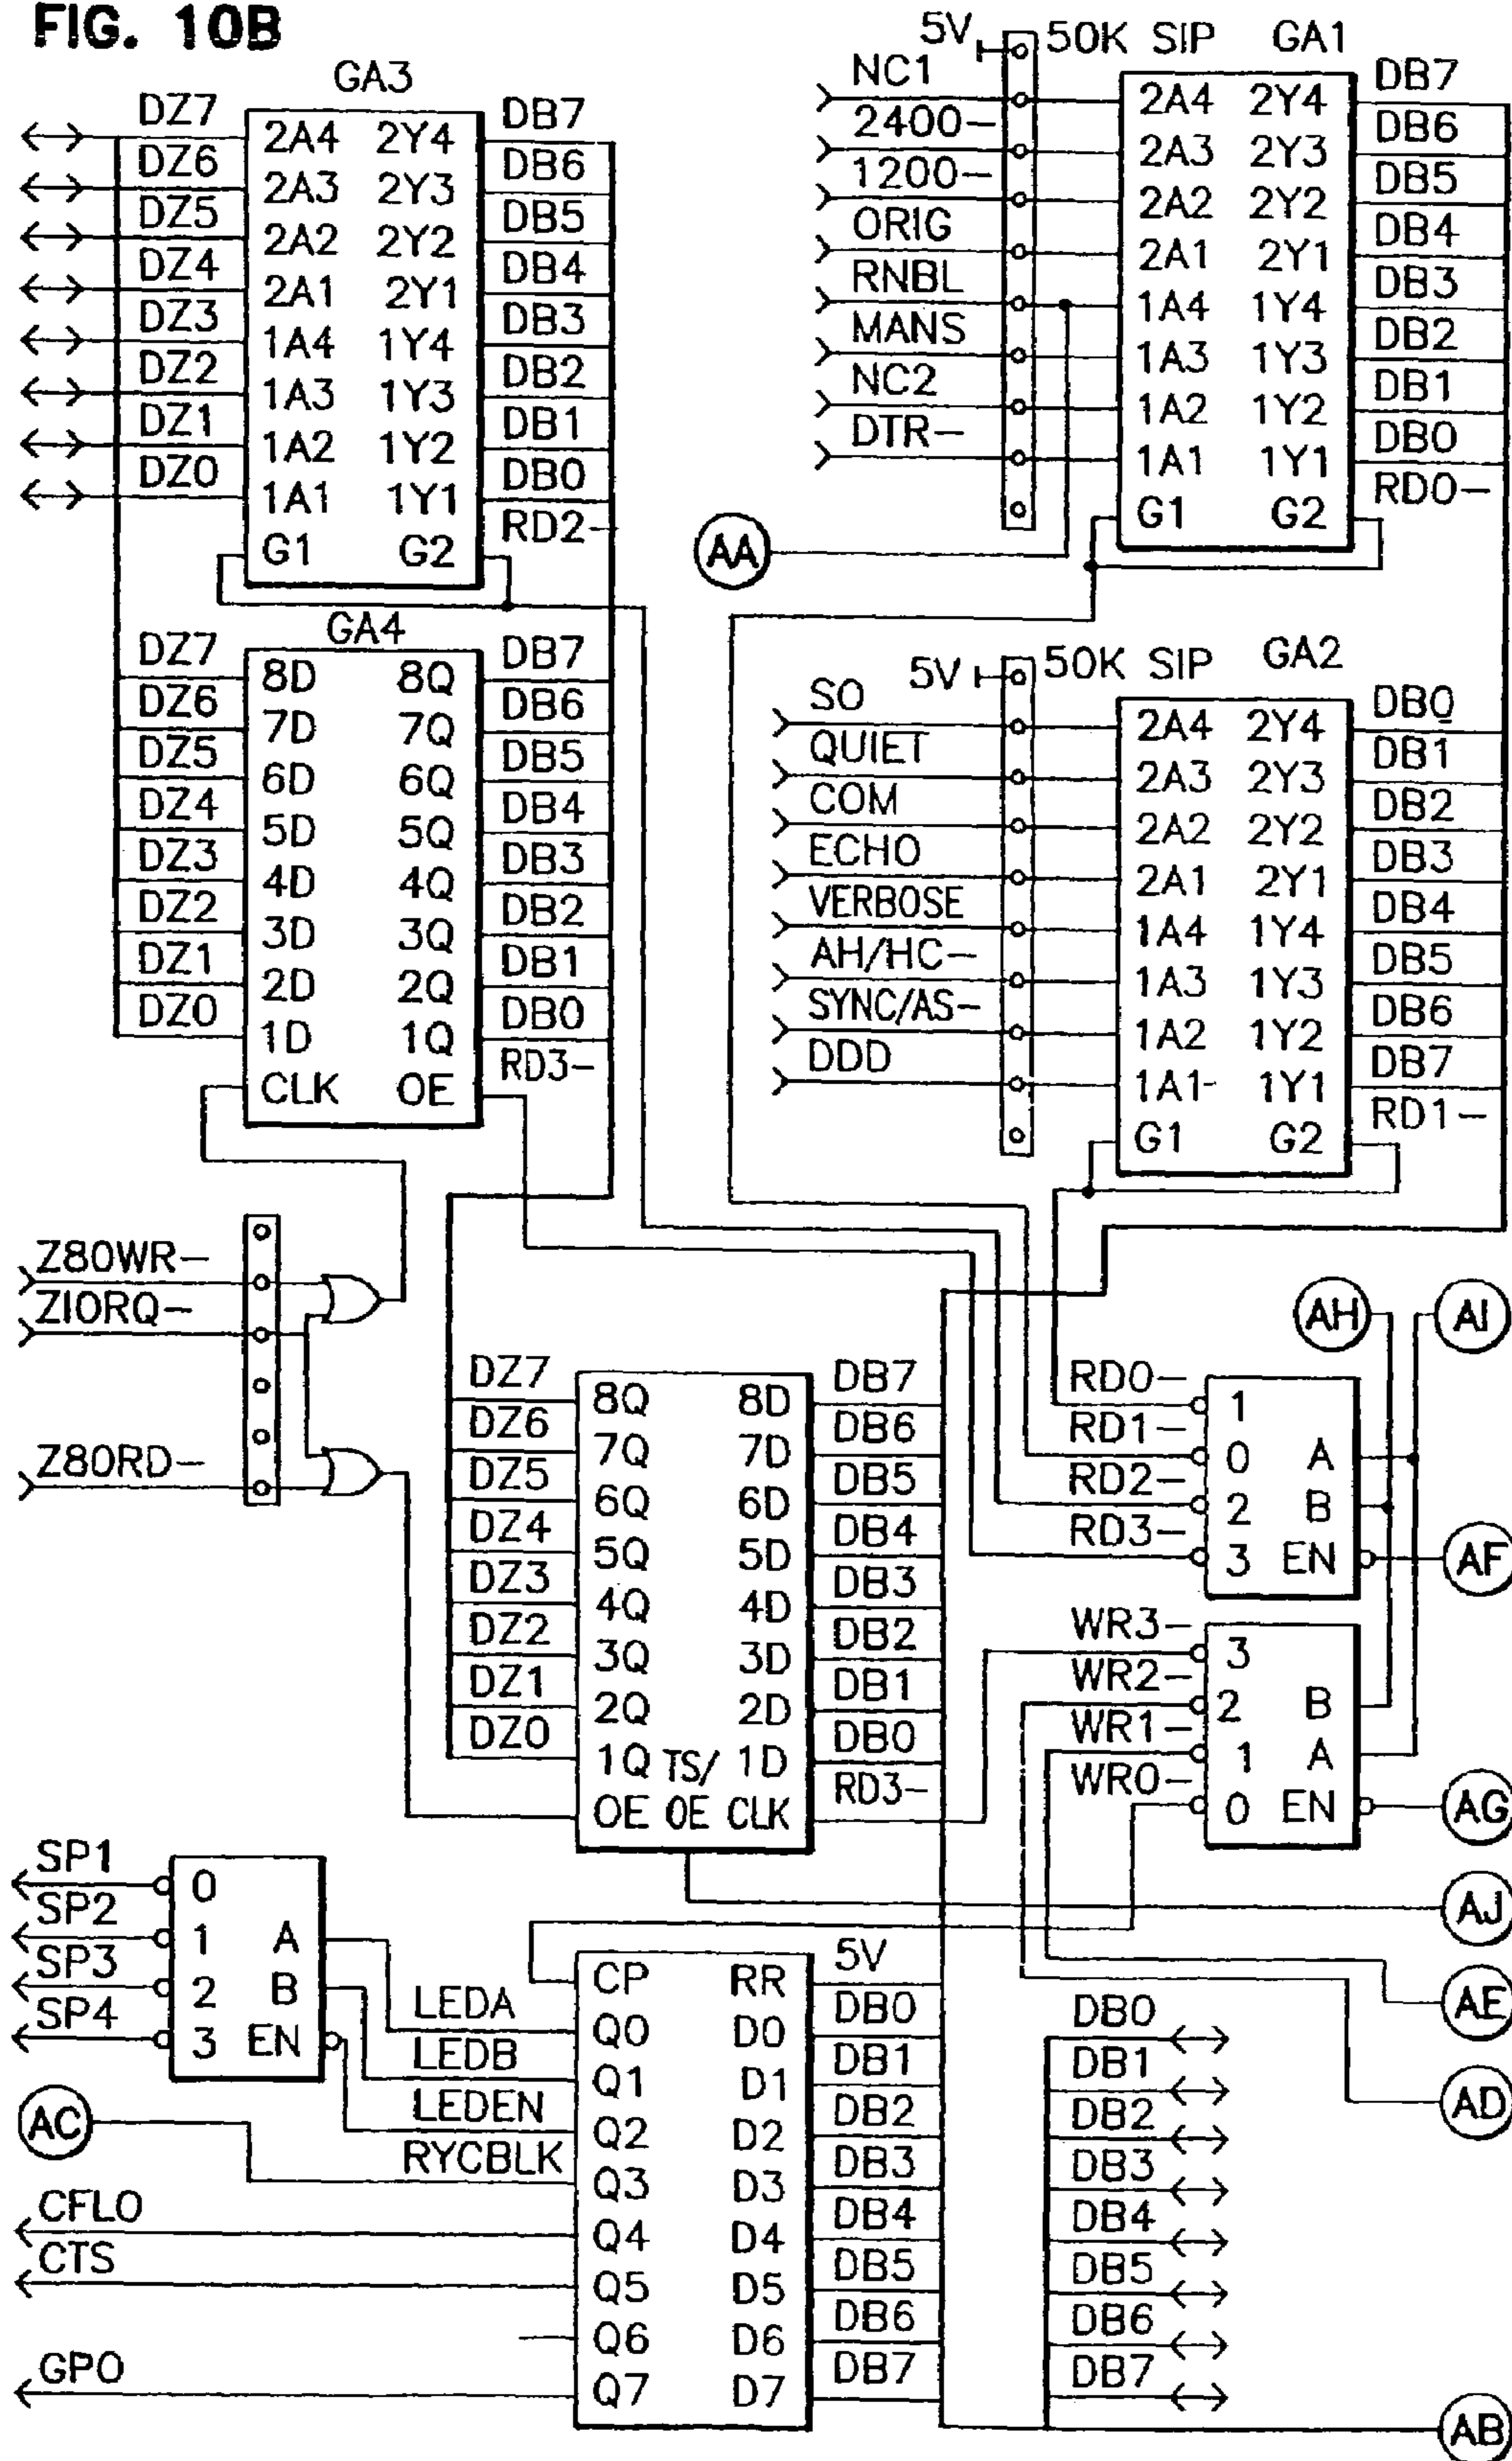 FIG. 10B
GA3
DZ7 2A4 2Y4 DB7
DZ6 2A3 2Y3 DB6
DZ5 2A2 2Y2 DB5
DZ4 2A1 2Y1 DB4
DZ3 1A4 1Y4 DB3
DZ2 1A3 1Y3 DB2
DZ1 1A2 1Y2 DB1
DZ0 1A1 1Y1 DB0
RD2-
G1 G2
5V 50K SIP GA1
NC1 2A4 2Y4 DB7
2400- 2A3 2Y3 DB6
1200- 2A2 2Y2 DB5
ORIG 2A1 2Y1 DB4
RNBL 1A4 1Y4 DB3
MANS 1A3 1Y3 DB2
NC2 1A2 1Y2 DB1
DTR- 1A1 1Y1 DB0
RD0-
G1 G2
AA
GA4
DZ7 8D 8Q DB7
DZ6 7D 7Q DB6
DZ5 6D 6Q DB5
DZ4 5D 5Q DB4
DZ3 4D 4Q DB3
DZ2 3D 3Q DB2
DZ1 2D 2Q DB1
DZ0 1D 1Q DB0
RD3-
CLK OE
5V 50K SIP GA2
SO 2A4 2Y4 DB0
QUIET 2A3 2Y3 DB1
COM 2A2 2Y2 DB2
ECHO 2A1 2Y1 DB3
VERBOSE 1A4 1Y4 DB4
AH/HC- 1A3 1Y3 DB5
SYNC/AS- 1A2 1Y2 DB6
DDD 1A1 1Y1 DB7
RD1-
G1 G2
Z80WR-
ZIORQ-
Z80RD-
AH AI
DZ7 8Q 8D DB7
DZ6 7Q 7D DB6
DZ5 6Q 6D DB5
DZ4 5Q 5D DB4
DZ3 4Q 4D DB3
DZ2 3Q 3D DB2
DZ1 2Q 2D DB1
DZ0 1Q TS/ 1D DB0
RD3-
OE OE CLK
RD0- 1
RD1- 0 A
RD2- 2 B
RD3- 3 EN AF
WR3- 3
WR2- 2 B
WR1- 1 A
WR0- 0 EN AG
AJ
SP1 0
SP2 1 A
SP3 2 B
SP4 3 EN
AC
CP RR 5V
LEDA Q0 D0 DB0
LEDB Q1 D1 DB1
LEDEN Q2 D2 DB2
RYCBLK Q3 D3 DB3
CFLO Q4 D4 DB4
CTS Q5 D5 DB5
Q6 D6 DB6
GPO Q7 D7 DB7
AE
AD
DB0
DB1
DB2
DB3
DB4
DB5
DB6
DB7
AB